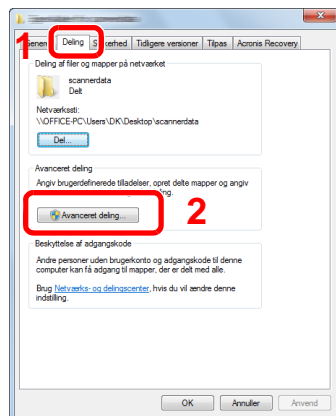 1
Deling
Tidligere versioner
Tilpas
Acronis Recovery
Deling af filer og mapper på netværket
scannerdata
Delt
Netværkssti:
\\OFFICE-PC\Users\DK\Desktop\scannerdata
Del...
Avanceret deling
Angiv brugerdefinerede tilladelser, opret delte mapper og angiv
Avanceret deling...
2
Beskyttelse af adgangskode
Andre personer uden brugerkonto og adgangskode til denne
computer kan få adgang til mapper, der er delt med alle.
Brug Netværks- og delingscenter, hvis du vil ændre denne
indstilling.
OK
Annuller
Anvend